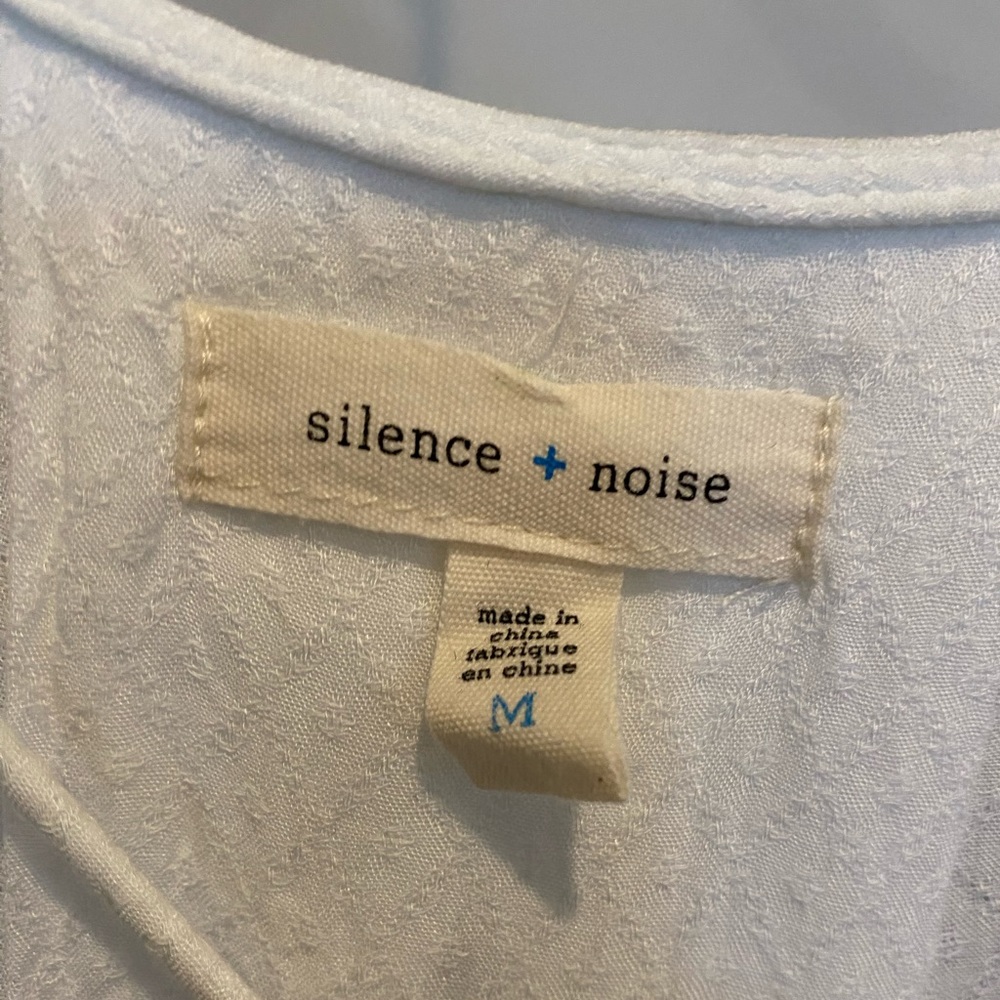 silence + noise
made in
china
fabrique
en chine
M